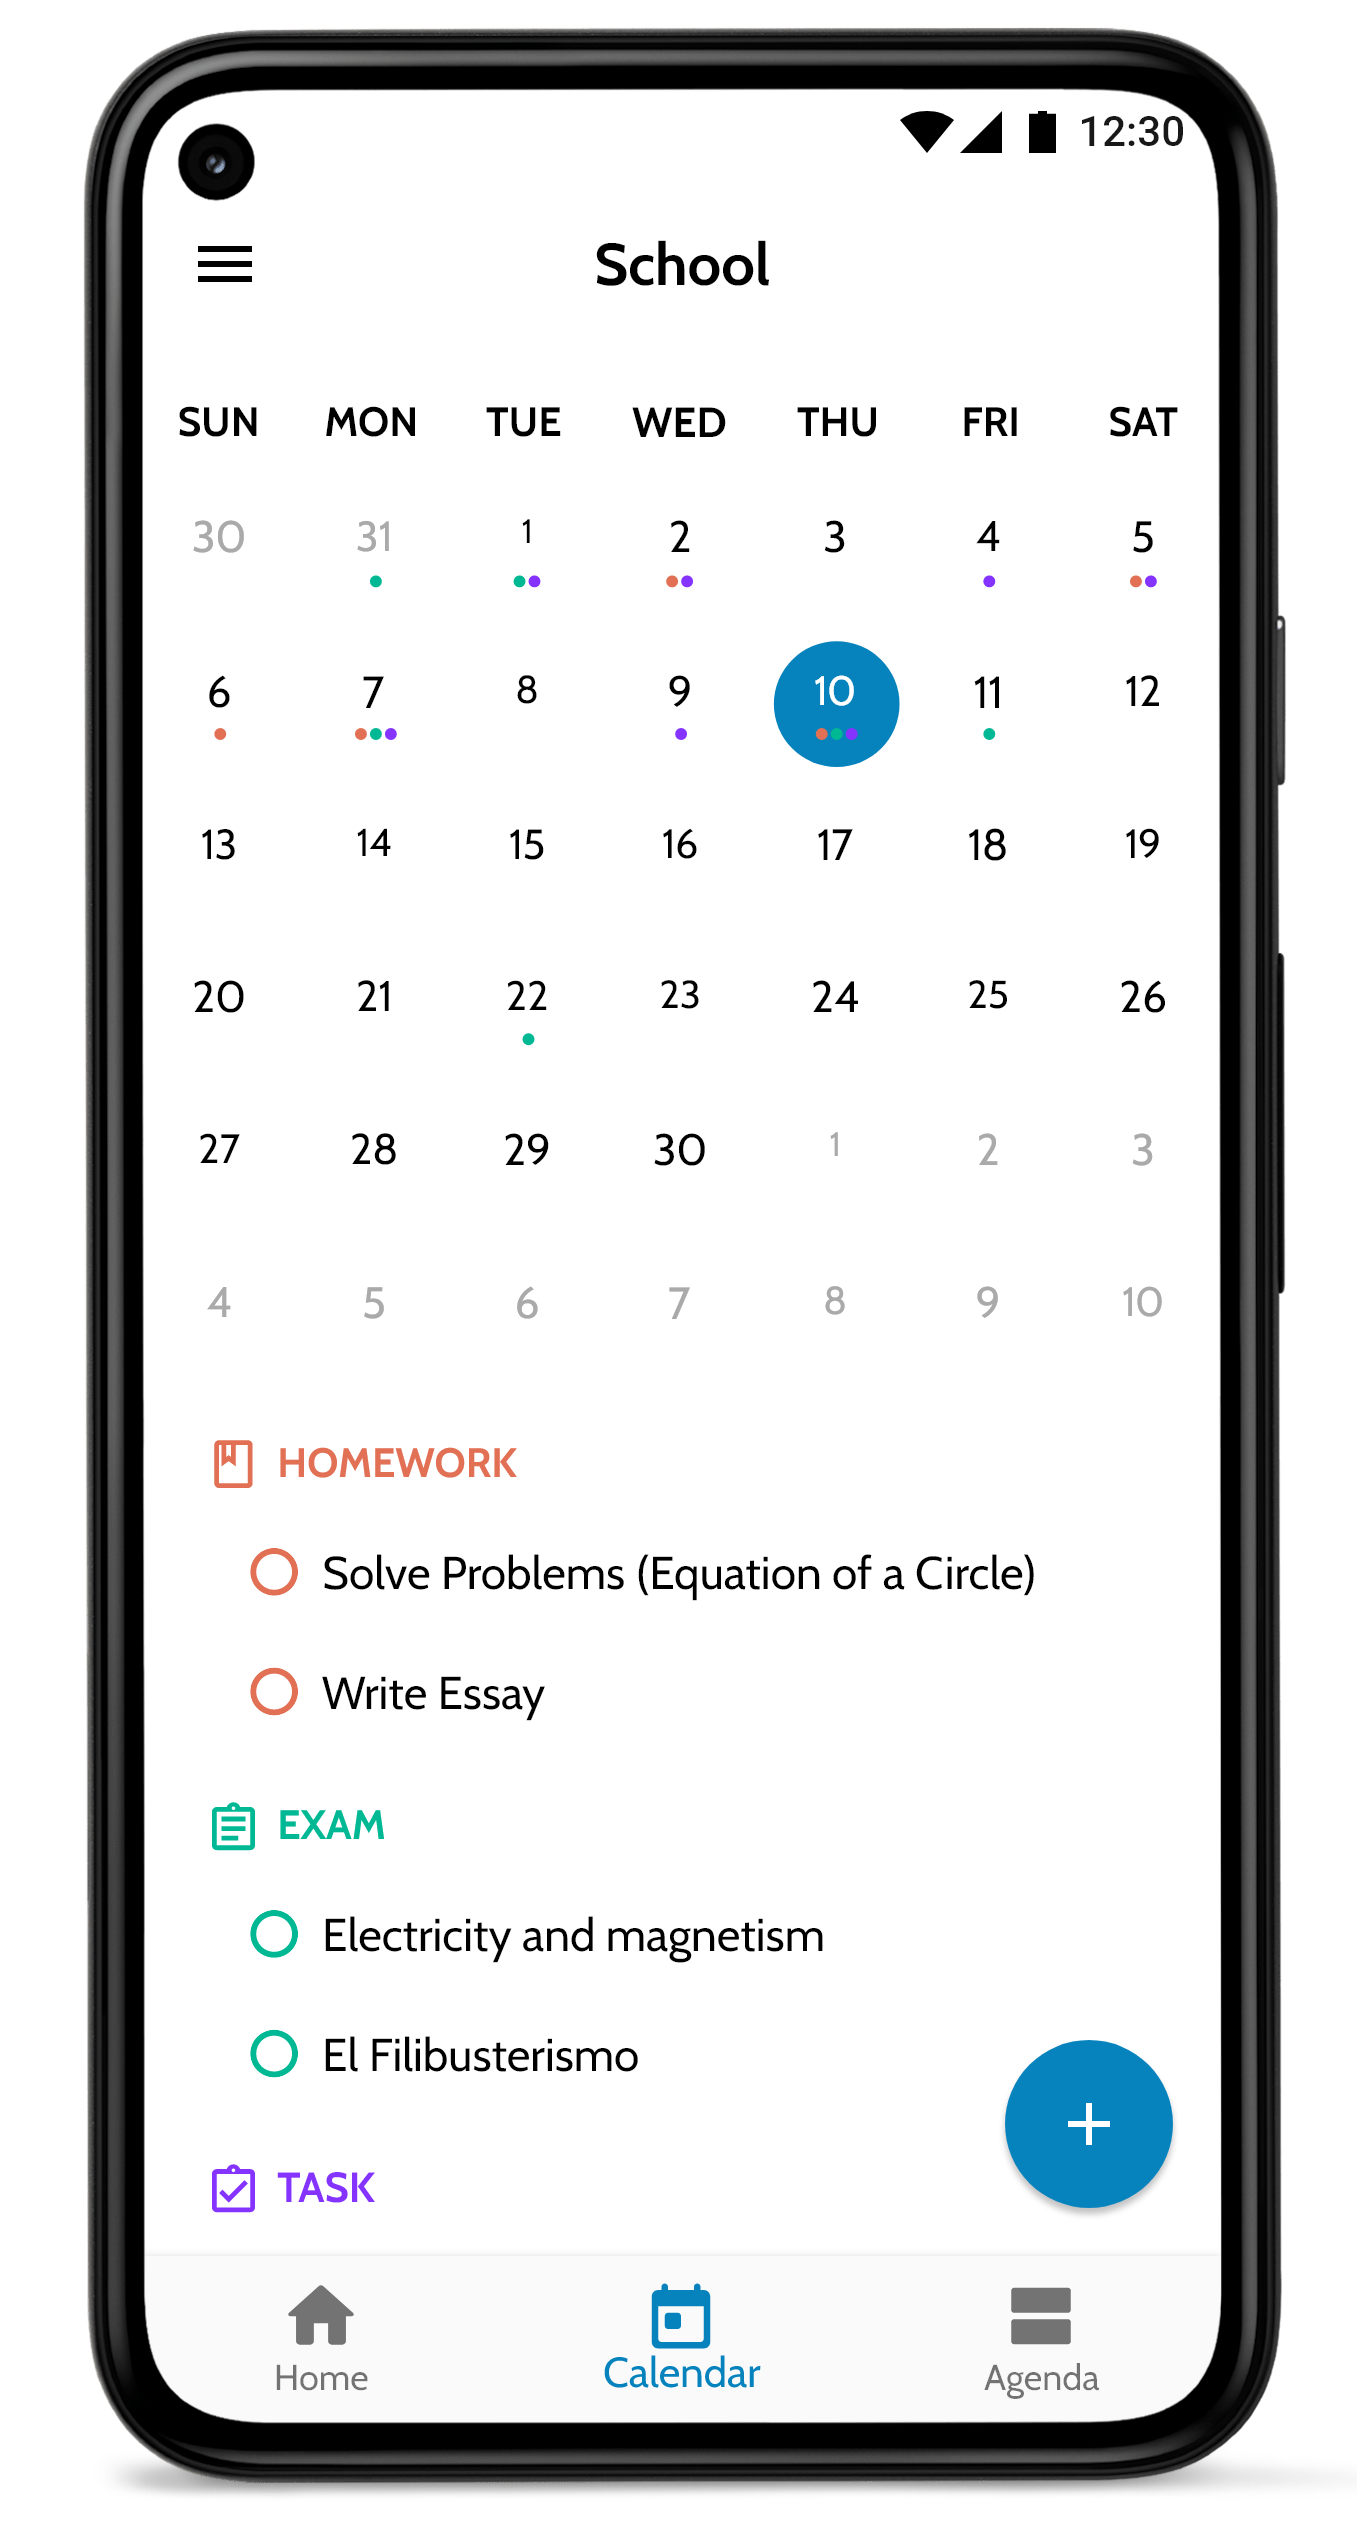 12:30
School
SUN MON TUE WED THU FRI SAT
30 31 1 2 3 4 5
6 7 8 9 10 11 12
13 14 15 16 17 18 19
20 21 22 23 24 25 26
27 28 29 30 1 2 3
4 5 6 7 8 9 10
HOMEWORK
Solve Problems (Equation of a Circle)
Write Essay
EXAM
Electricity and magnetism
El Filibusterismo
TASK
Home Calendar Agenda